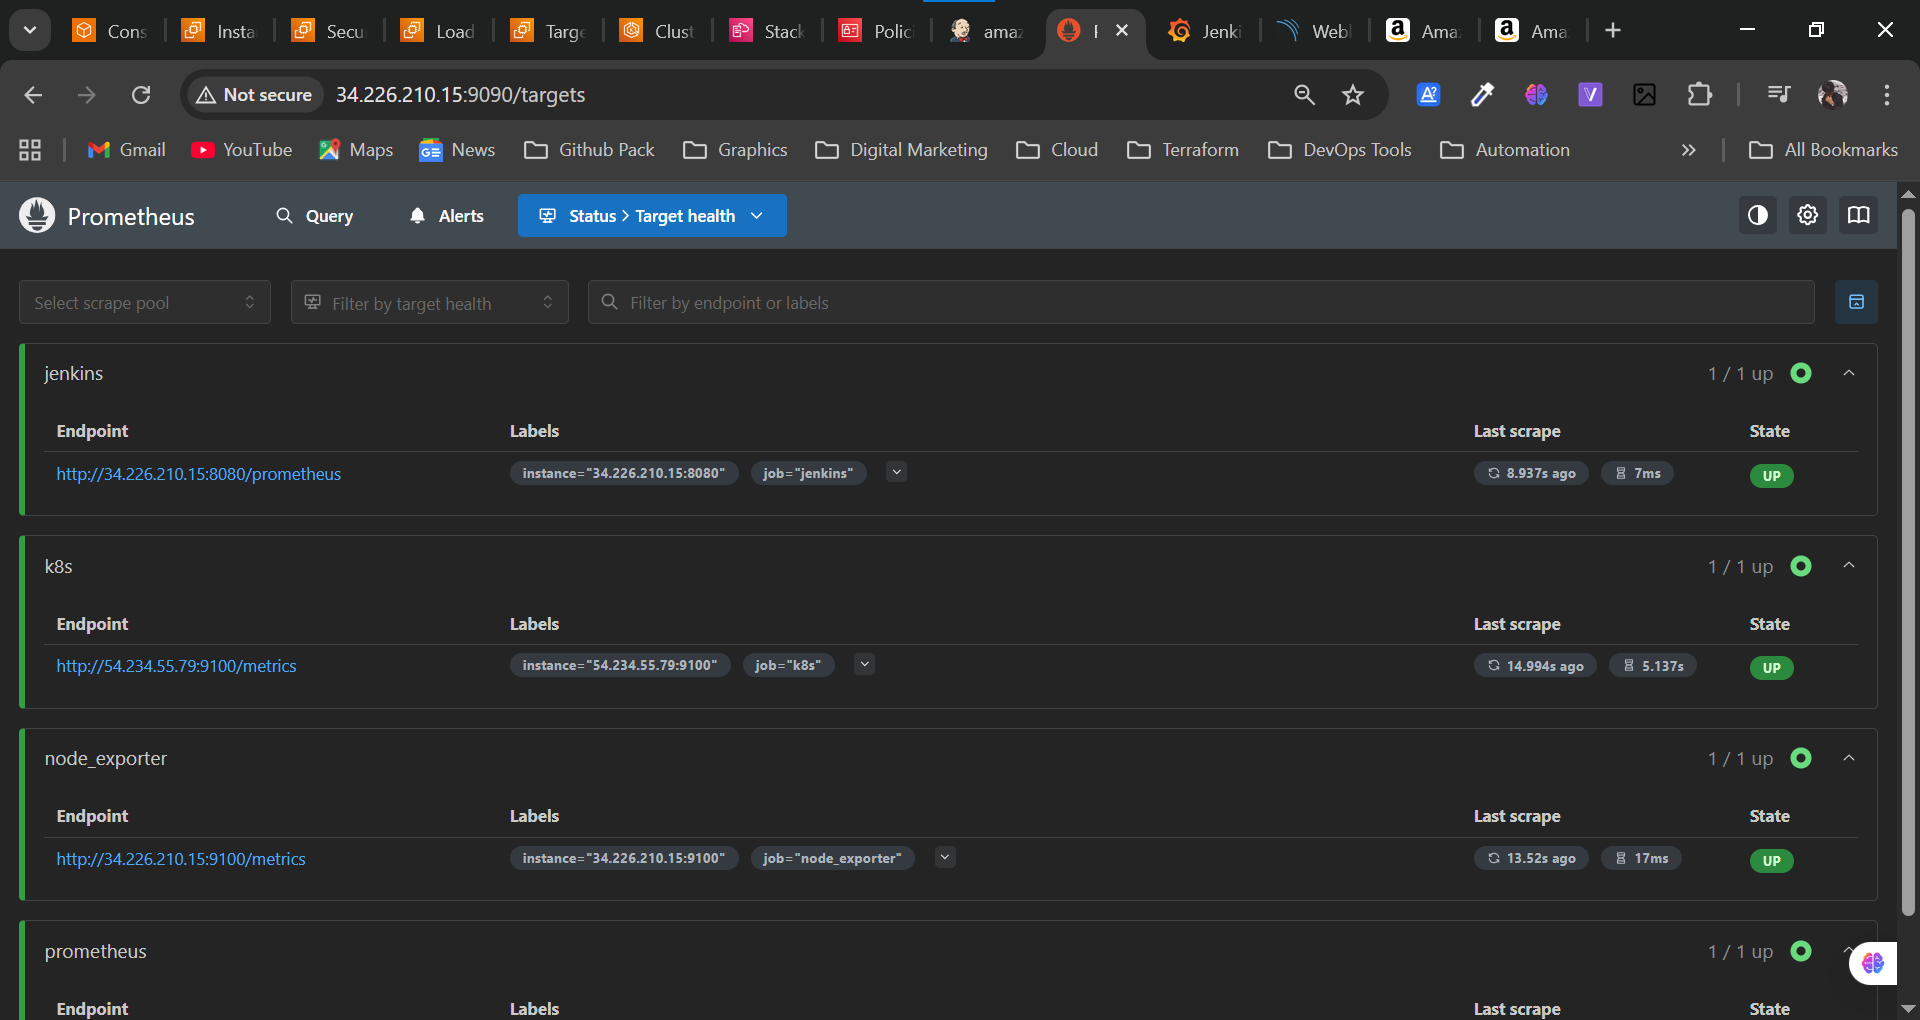 Cons
Insta
Secu
Load
Targe
Clust
Stack
Polici
amaz
Jenki
Webl
Ama
Ama
Not secure
34.226.210.15:9090/targets
Gmail
YouTube
Maps
News
Github Pack
Graphics
Digital Marketing
Cloud
Terraform
DevOps Tools
Automation
All Bookmarks
Prometheus
Query
Alerts
Status > Target health
Select scrape pool
Filter by target health
Filter by endpoint or labels
jenkins
1 / 1 up
Endpoint Labels Last scrape State
http://34.226.210.15:8080/prometheus instance="34.226.210.15:8080" job="jenkins" 8.937s ago 7ms UP
k8s
1 / 1 up
Endpoint Labels Last scrape State
http://54.234.55.79:9100/metrics instance="54.234.55.79:9100" job="k8s" 14.994s ago 5.137s UP
node_exporter
1 / 1 up
Endpoint Labels Last scrape State
http://34.226.210.15:9100/metrics instance="34.226.210.15:9100" job="node_exporter" 13.52s ago 17ms UP
prometheus
1 / 1 up
Endpoint Labels Last scrape State